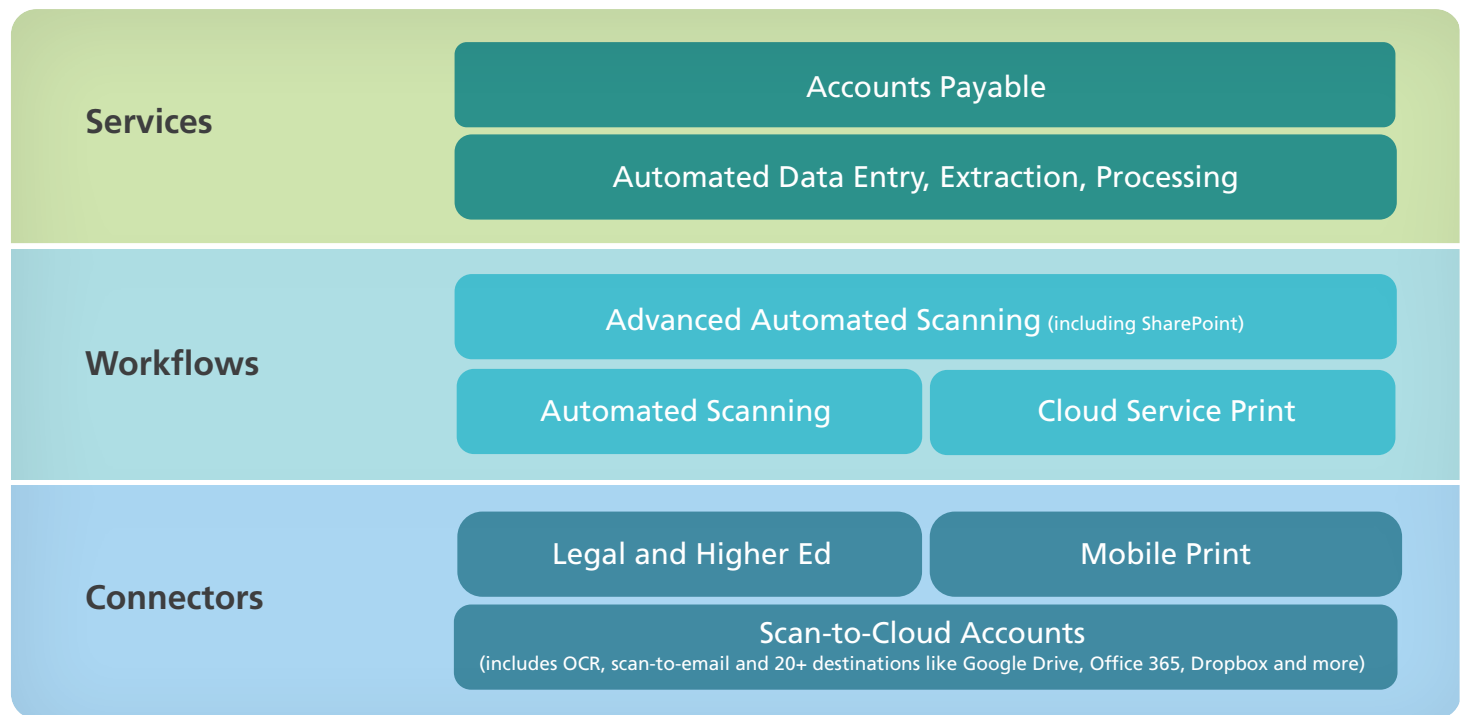 Services
Accounts Payable
Automated Data Entry, Extraction, Processing
Workflows
Advanced Automated Scanning (including SharePoint)
Automated Scanning
Cloud Service Print
Connectors
Legal and Higher Ed
Mobile Print
Scan-to-Cloud Accounts
(includes OCR, scan-to-email and 20+ destinations like Google Drive, Office 365, Dropbox and more)